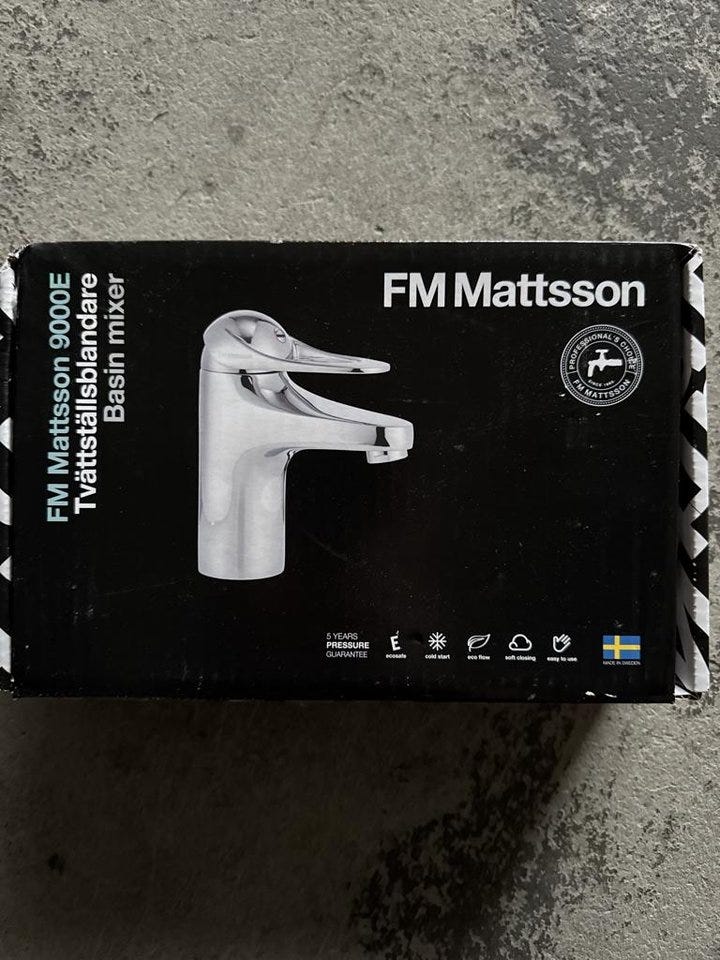 FM Mattsson 9000E
Tvättställsblandare
Basin mixer
FM Mattsson
PROFESSIONAL'S CHOICE
SINCE 1865
FM MATTSSON
5 YEARS
PRESSURE
GUARANTEE
ecosafe
cold start
eco flow
soft closing
easy to use
MADE IN SWEDEN